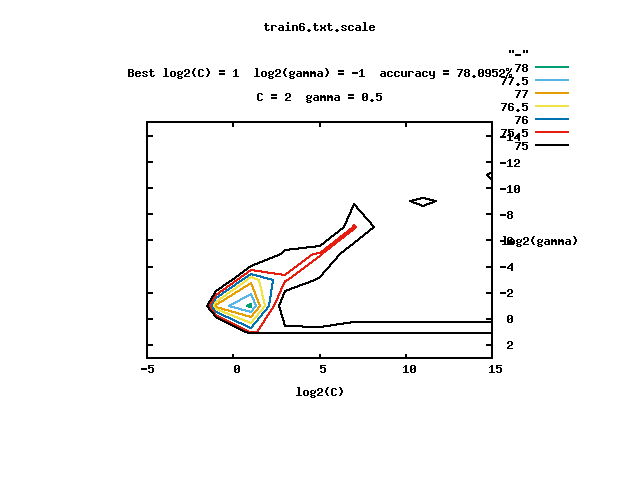 train6.txt.scale
"-"
Best log2(C) = 1  log2(gamma) = -1  accuracy = 78.0952%
78
77.5
C = 2  gamma = 0.5
77
76.5
76
75.5
-14
75
-12
-10
-8
-6
log2(gamma)
-4
-2
0
2
-5 0 5 10 15
log2(C)